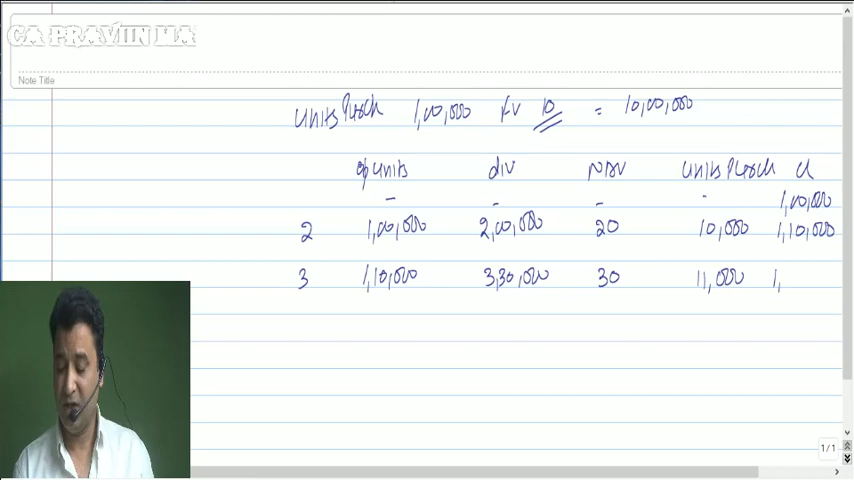 CA PRAVIIN MA
Note Title
Units Purch 1,00,000 Fv 10 = 10,00,000
op units div NAV Units Purch Cl
- - - - 1,00,000
2 1,00,000 2,00,000 20 10,000 1,10,000
3 1,10,000 3,30,000 30 11,000 1,
1/1